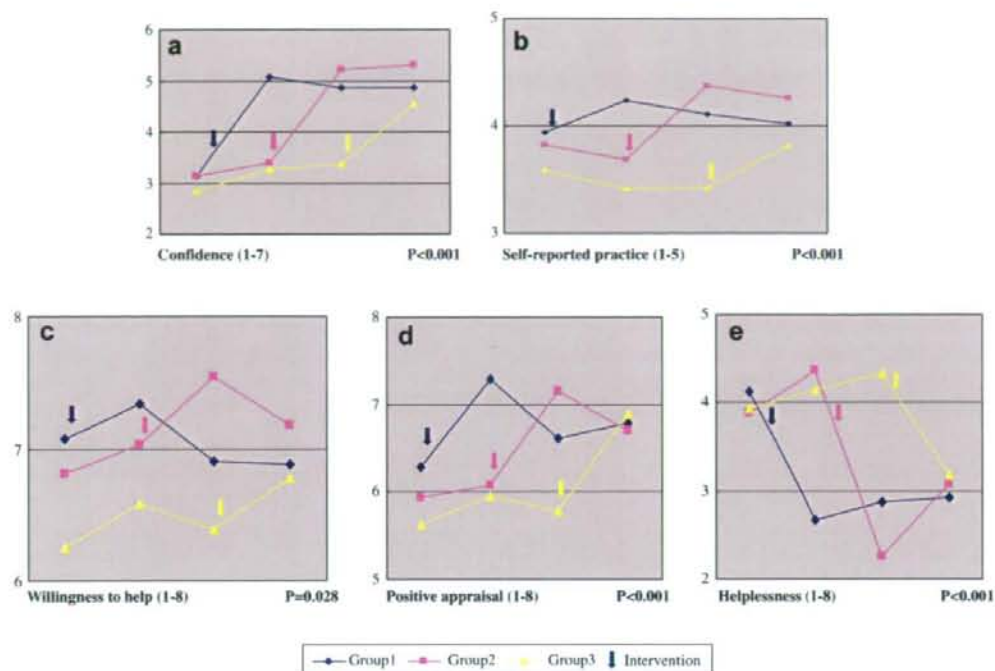 a
6
5
4
3
2
Confidence (1-7) P<0.001
b
5
4
3
Self-reported practice (1-5) P<0.001
c
8
7
6
Willingness to help (1-8) P=0.028
d
8
7
6
5
Positive appraisal (1-8) P<0.001
e
5
4
3
2
Helplessness (1-8) P<0.001
Group1 Group2 Group3 Intervention